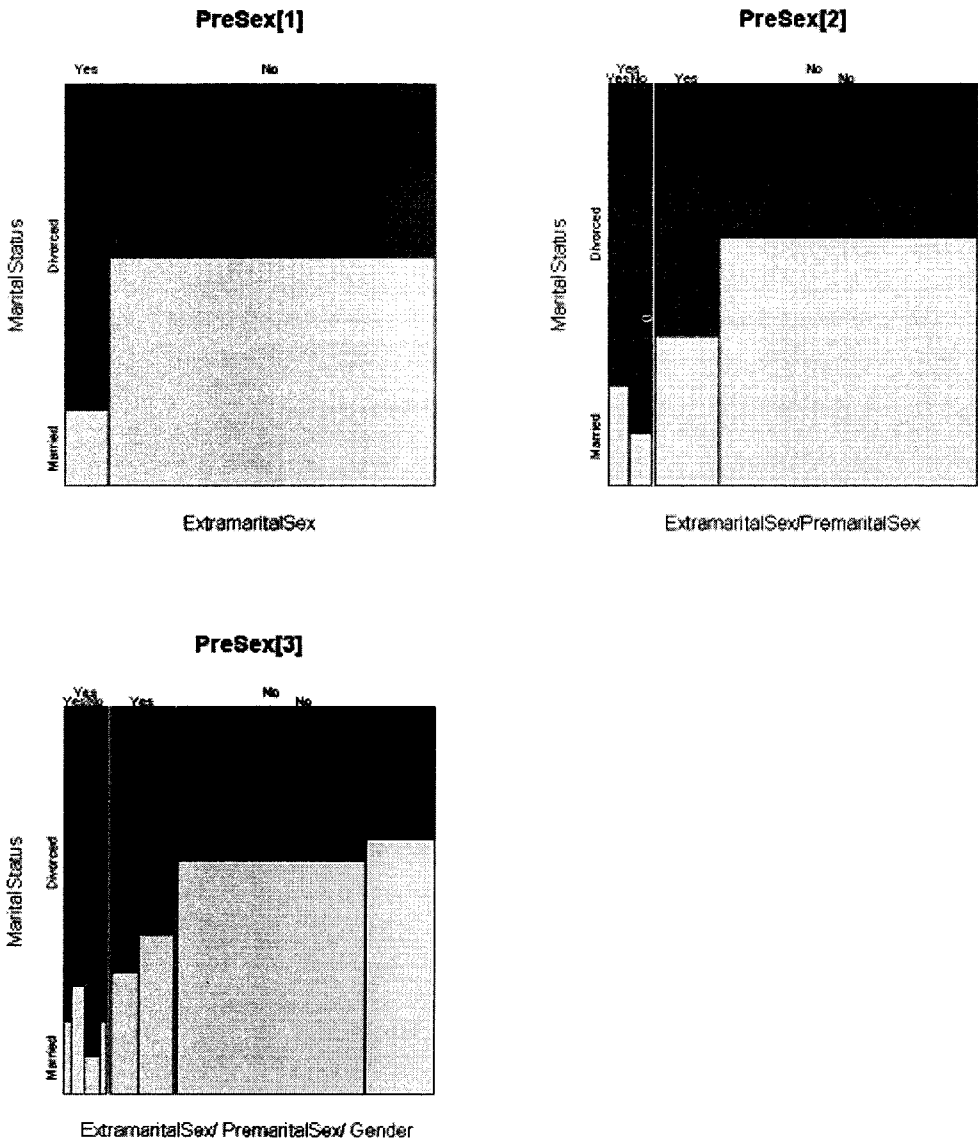 PreSex[1]
Yes No
Marital Status
Divorced
Married
ExtramaritalSex
PreSex[2]
Yes No
Yes No Yes No
Marital Status
Divorced
Married
ExtramaritalSex/PremaritalSex
PreSex[3]
Yes No
Yes No Yes No
Marital Status
Divorced
Married
ExtramaritalSex/ PremaritalSex/ Gender